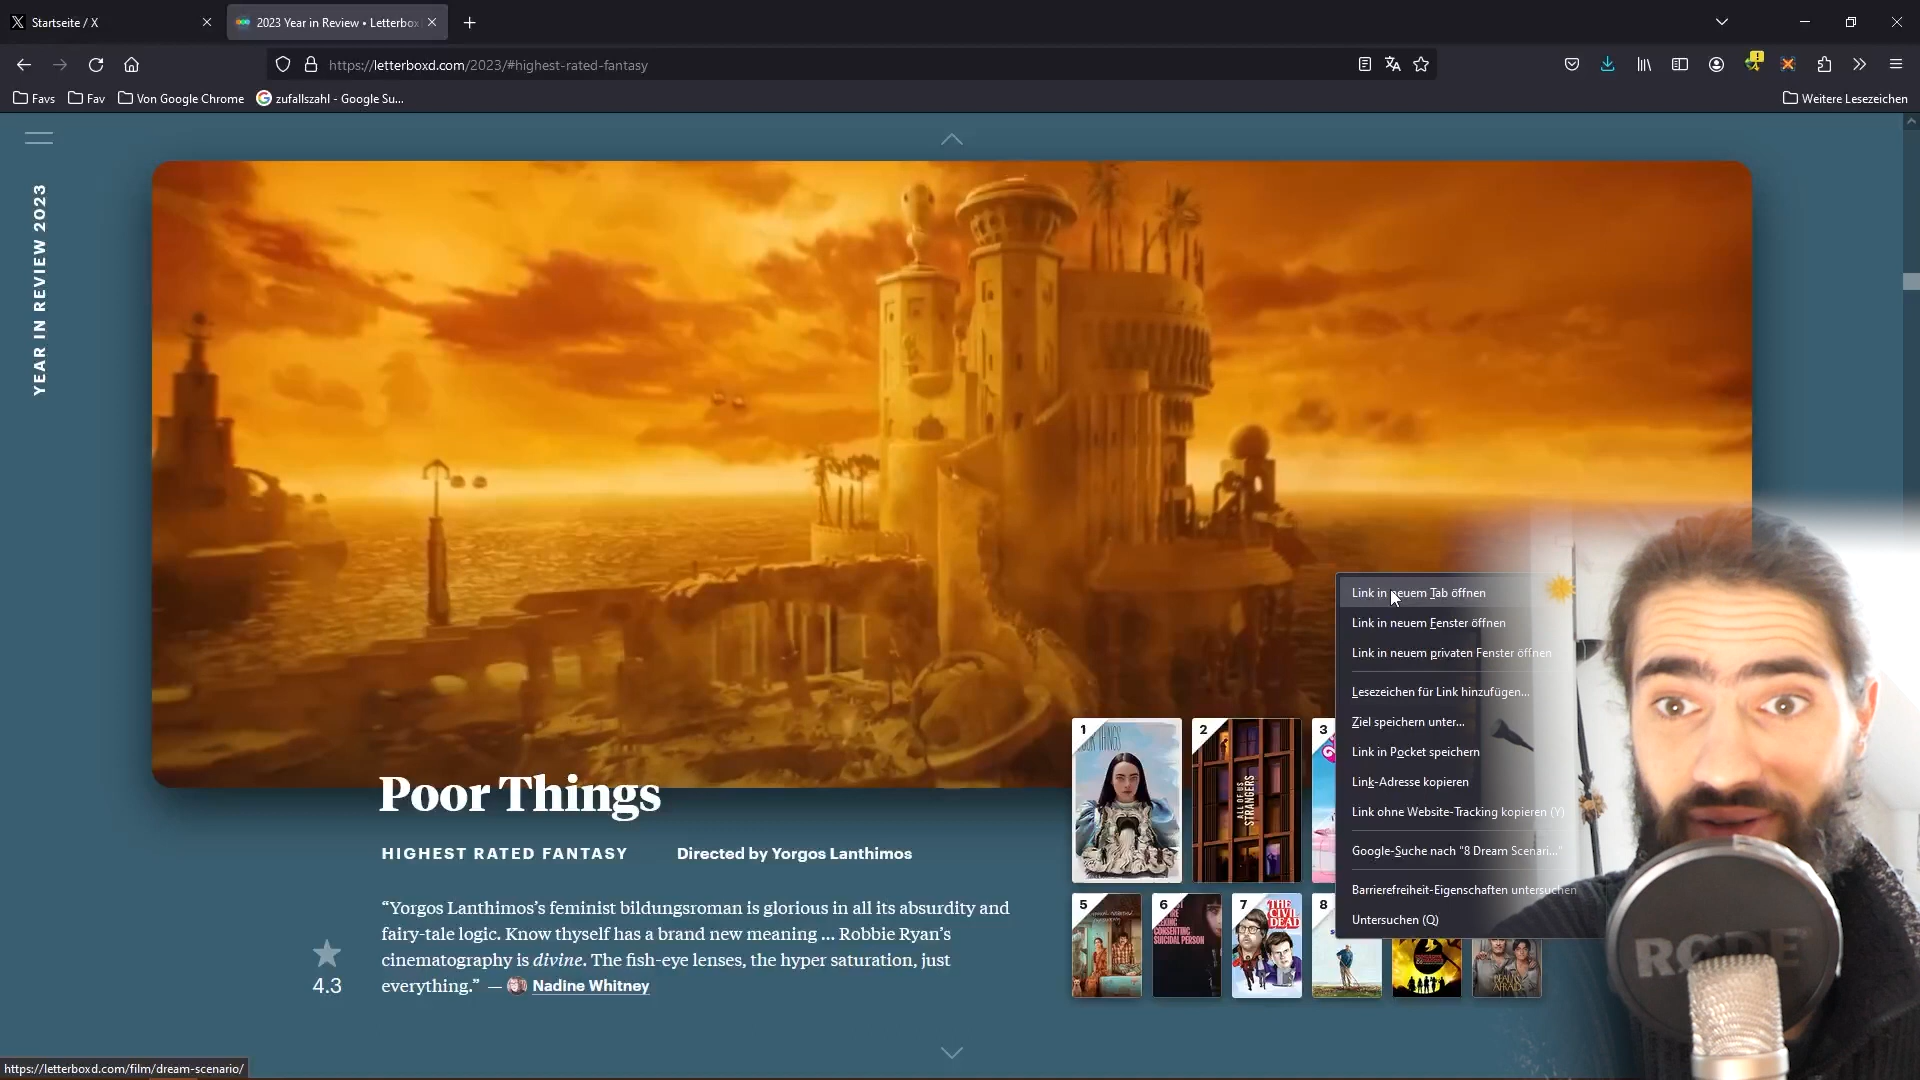 Startseite / X
2023 Year in Review • Letterbox
https://letterboxd.com/2023/#highest-rated-fantasy
Favs
Fav
Von Google Chrome
zufallszahl - Google Su...
Weitere Lesezeichen
YEAR IN REVIEW 2023
Link in neuem Tab öffnen
Link in neuem Fenster öffnen
Link in neuem privaten Fenster öffnen
Lesezeichen für Link hinzufügen...
Ziel speichern unter...
Link in Pocket speichern
Link-Adresse kopieren
Link ohne Website-Tracking kopieren (Y)
Google-Suche nach "8 Dream Scenari..."
Barrierefreiheit-Eigenschaften untersuchen
Untersuchen (Q)
1
2
ALL OF US
STRANGERS
3
Poor Things
HIGHEST RATED FANTASY
Directed by Yorgos Lanthimos
“Yorgos Lanthimos’s feminist bildungsroman is glorious in all its absurdity and
fairy-tale logic. Know thyself has a brand new meaning ... Robbie Ryan’s
cinematography is divine. The fish-eye lenses, the hyper saturation, just
everything.” — Nadine Whitney
4.3
5
6
CONSENTING
SUICIDAL PERSON
7
THE
CIVIL
DEAD
8
AFRAID
RODE
https://letterboxd.com/film/dream-scenario/